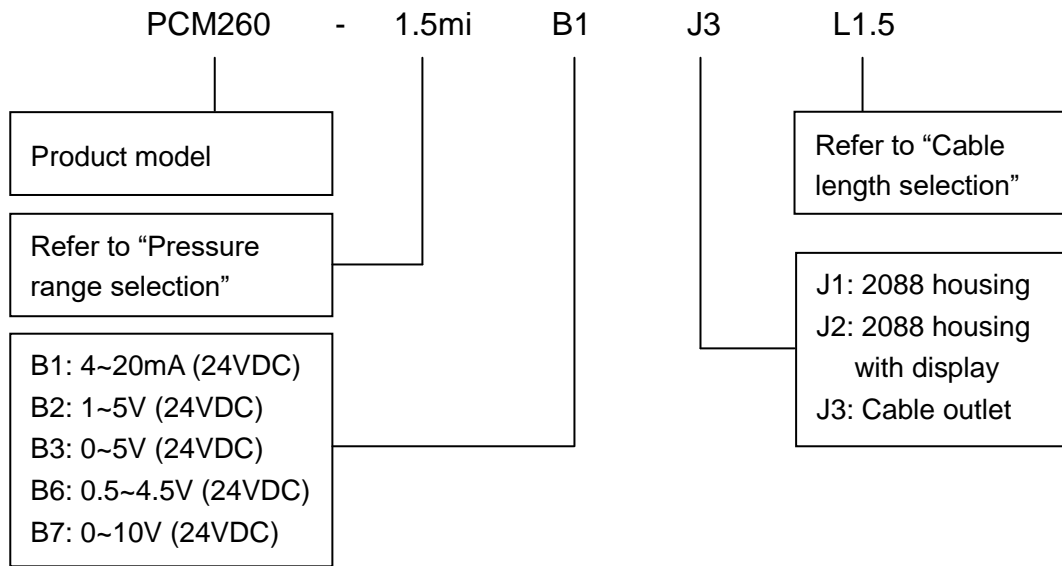 PCM260 - 1.5mi B1 J3 L1.5
Product model
Refer to “Pressure
range selection”
B1: 4~20mA (24VDC)
B2: 1~5V (24VDC)
B3: 0~5V (24VDC)
B6: 0.5~4.5V (24VDC)
B7: 0~10V (24VDC)
Refer to “Cable
length selection”
J1: 2088 housing
J2: 2088 housing
with display
J3: Cable outlet